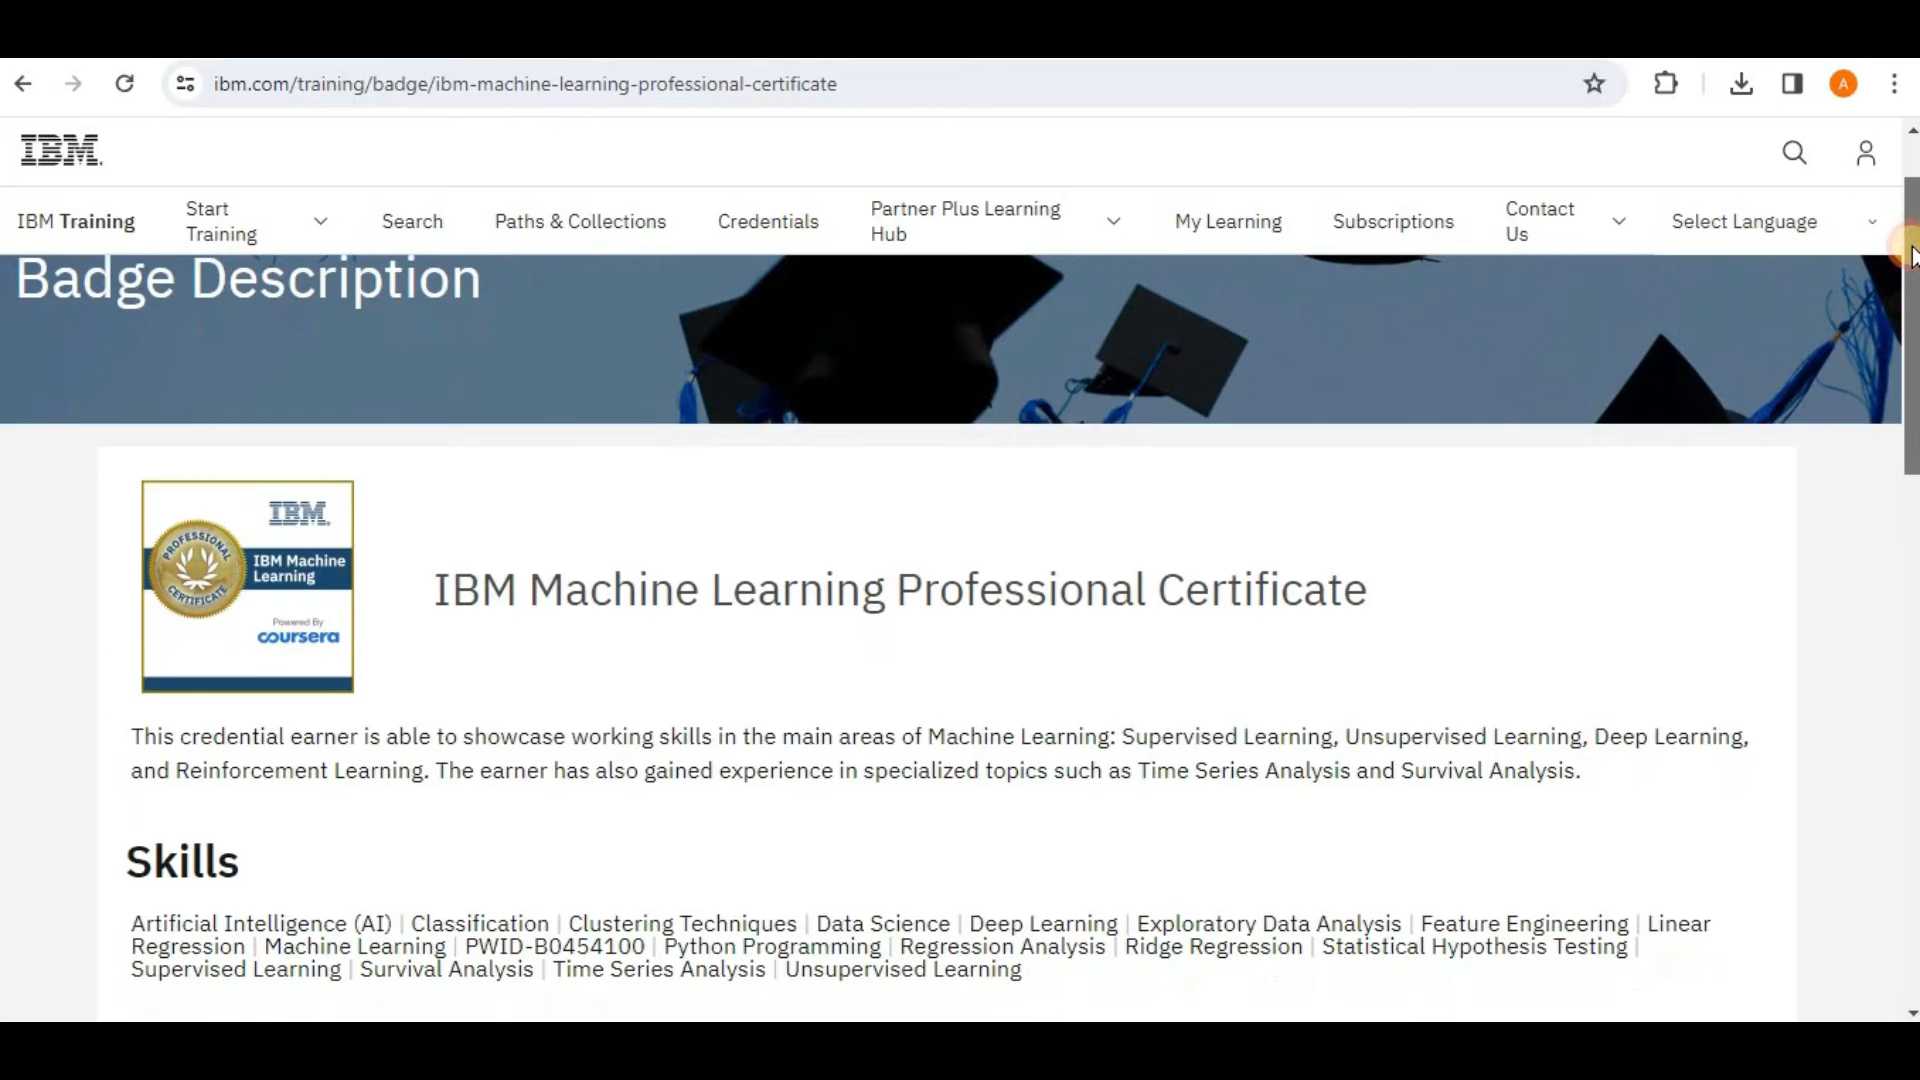 ibm.com/training/badge/ibm-machine-learning-professional-certificate
A
IBM
IBM Training
Start Training
Search
Paths & Collections
Credentials
Partner Plus Learning Hub
My Learning
Subscriptions
Contact Us
Select Language
Badge Description
IBM
PROFESSIONAL CERTIFICATE
IBM Machine
Learning
Powered By
coursera
IBM Machine Learning Professional Certificate
This credential earner is able to showcase working skills in the main areas of Machine Learning: Supervised Learning, Unsupervised Learning, Deep Learning,
and Reinforcement Learning. The earner has also gained experience in specialized topics such as Time Series Analysis and Survival Analysis.
Skills
Artificial Intelligence (AI) | Classification | Clustering Techniques | Data Science | Deep Learning | Exploratory Data Analysis | Feature Engineering | Linear
Regression | Machine Learning | PWID-B0454100 | Python Programming | Regression Analysis | Ridge Regression | Statistical Hypothesis Testing |
Supervised Learning | Survival Analysis | Time Series Analysis | Unsupervised Learning